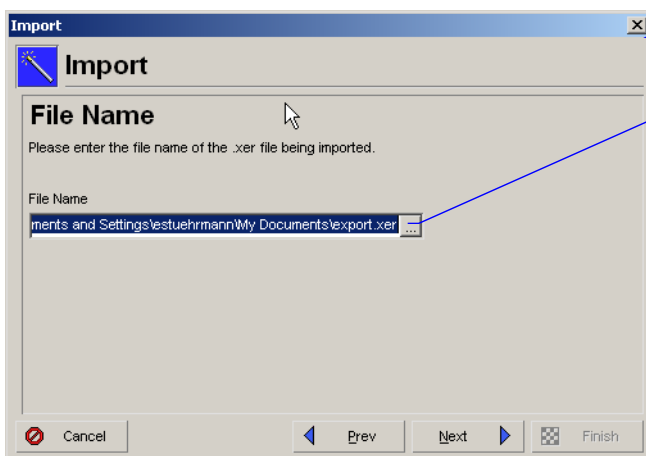 Import
Import
File Name
Please enter the file name of the .xer file being imported.
File Name
ments and Settings\estuehrmann\My Documents\export.xer ...
Cancel Prev Next Finish